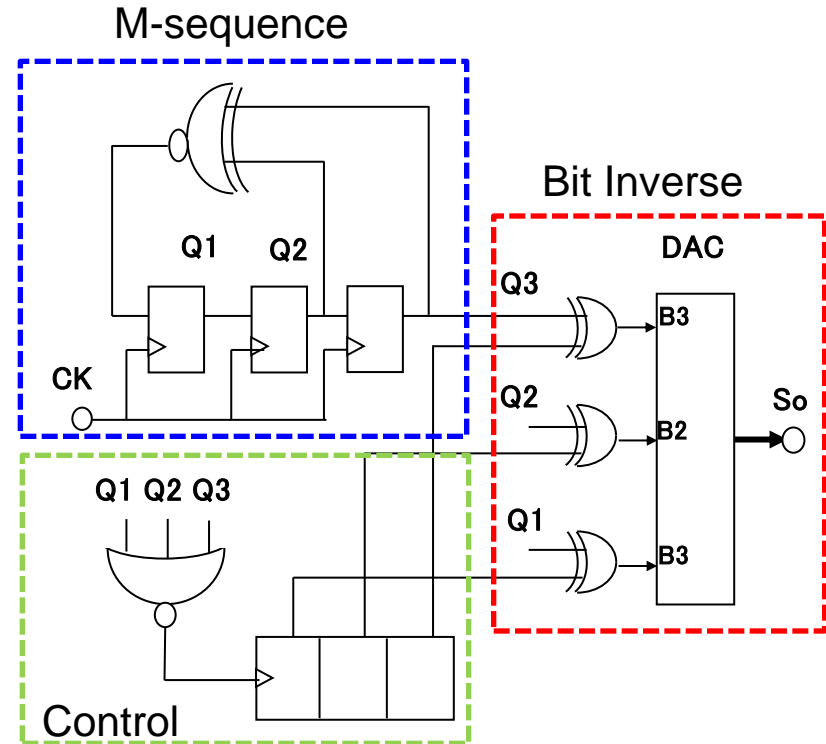 M-sequence
Q1 Q2
CK
Bit Inverse
DAC
Q3
B3
Q2
B2
So
Q1
B3
Q1 Q2 Q3
Control